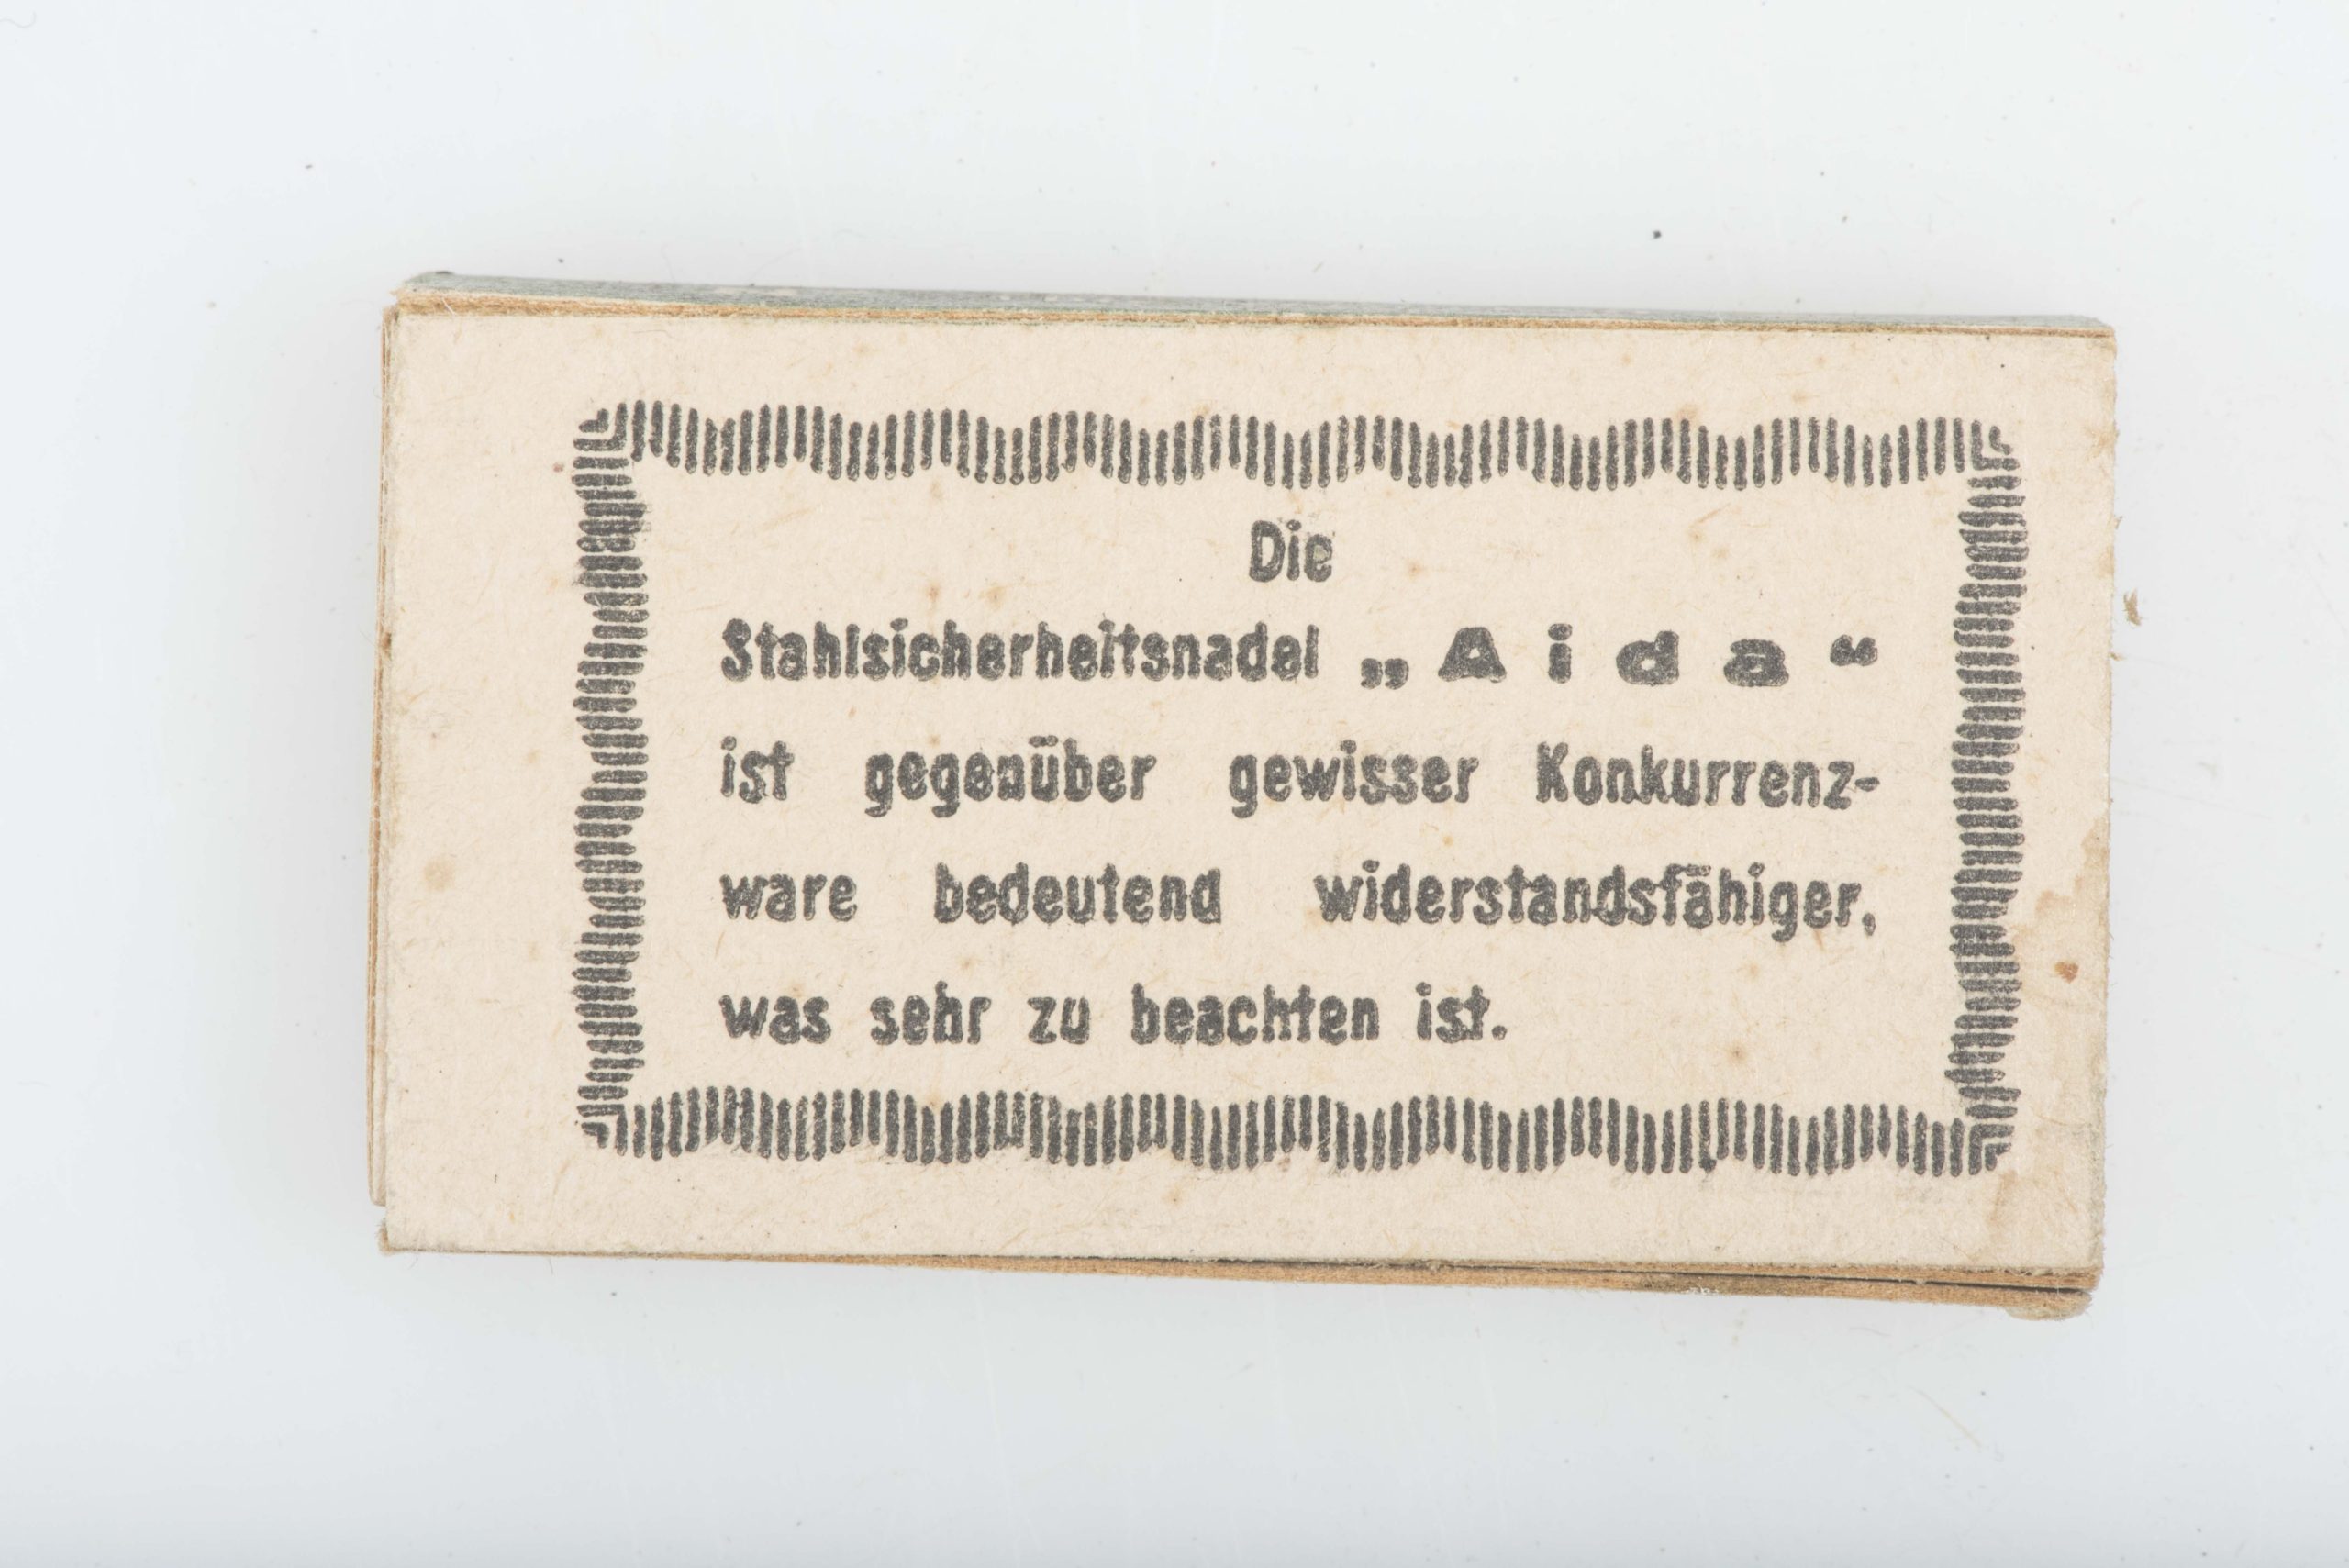 Die
Stahlsicherheitsnadel „Aida“
ist gegenüber gewisser Konkurrenz-
ware bedeutend widerstandsfähiger,
was sehr zu beachten ist.